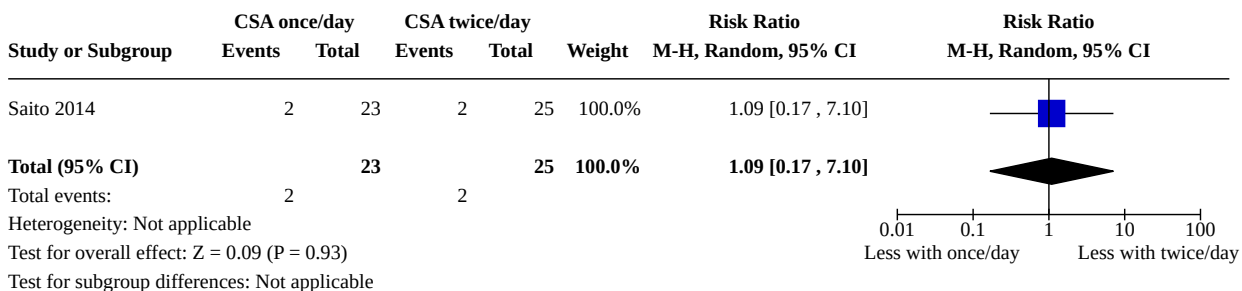 CSA once/day CSA twice/day Risk Ratio Risk Ratio
Study or Subgroup Events Total Events Total Weight M-H, Random, 95% CI M-H, Random, 95% CI
Saito 2014 2 23 2 25 100.0% 1.09 [0.17 , 7.10]
Total (95% CI) 23 25 100.0% 1.09 [0.17 , 7.10]
Total events: 2 2
Heterogeneity: Not applicable
0.01 0.1 1 10 100
Test for overall effect: Z = 0.09 (P = 0.93)
Less with once/day Less with twice/day
Test for subgroup differences: Not applicable